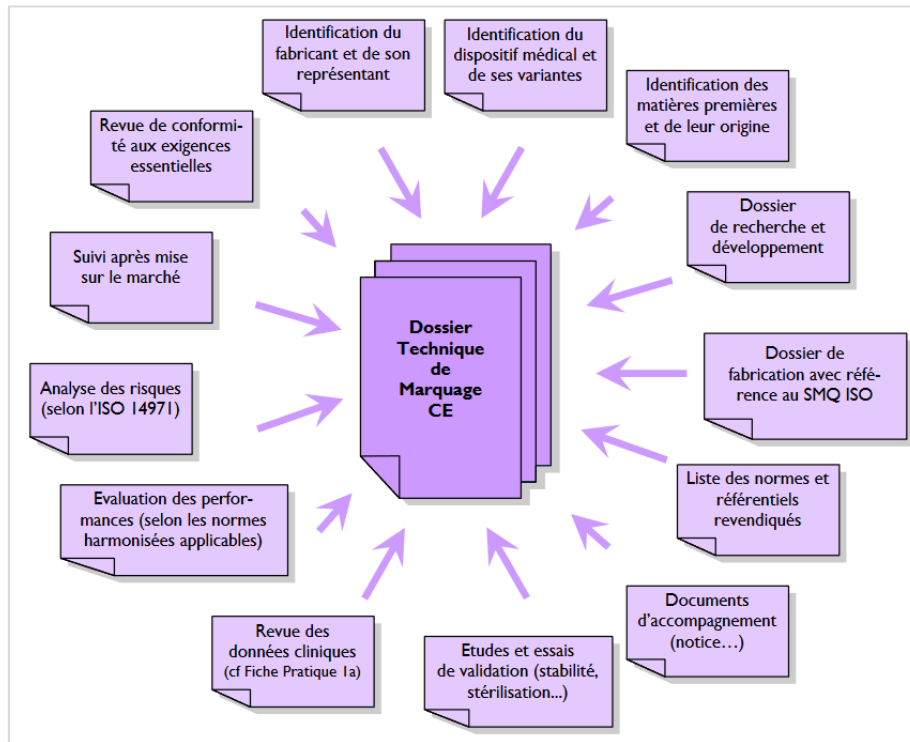 Identification du
fabricant et de son
représentant
Identification du
dispositif médical et
de ses variantes
Identification des
matières premières
et de leur origine
Revue de conformi-
té aux exigences
essentielles
Dossier
de recherche et
développement
Suivi après mise
sur le marché
Dossier
Technique
de
Marquage
CE
Dossier de
fabrication avec réfé-
rence au SMQ ISO
Analyse des risques
(selon l'ISO 14971)
Liste des normes et
référentiels
revendiqués
Evaluation des perfor-
mances (selon les normes
harmonisées applicables)
Documents
d'accompagnement
(notice…)
Revue des
données cliniques
(cf Fiche Pratique 1a)
Etudes et essais
de validation (stabilité,
stérilisation...)